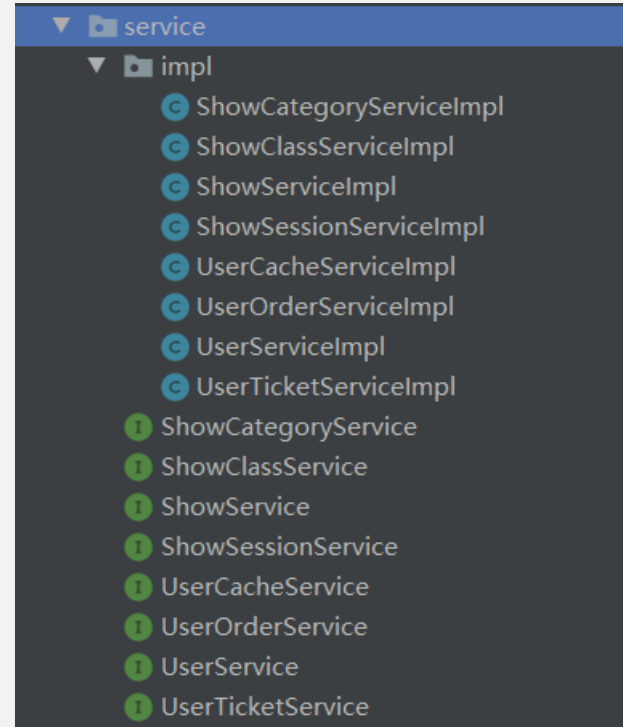 service
impl
ShowCategoryServiceImpl
ShowClassServiceImpl
ShowServiceImpl
ShowSessionServiceImpl
UserCacheServiceImpl
UserOrderServiceImpl
UserServiceImpl
UserTicketServiceImpl
ShowCategoryService
ShowClassService
ShowService
ShowSessionService
UserCacheService
UserOrderService
UserService
UserTicketService